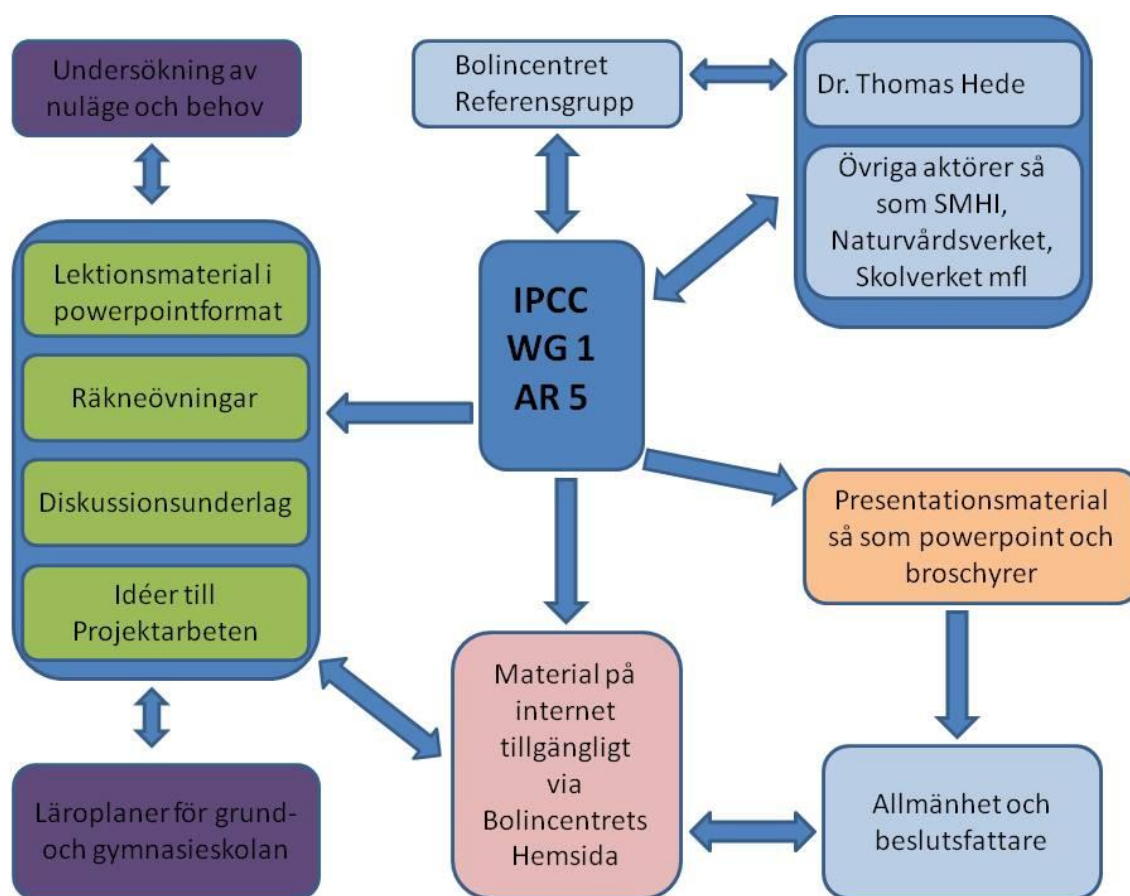 Undersökning av
nuläge och behov
Bolincentret
Referensgrupp
Dr. Thomas Hede
Övriga aktörer så
som SMHI,
Naturvårdsverket,
Skolverket mfl
Lektionsmaterial i
powerpointformat
Räkneövningar
Diskussionsunderlag
Idéer till
Projektarbeten
IPCC
WG 1
AR 5
Presentationsmaterial
så som powerpoint och
broschyrer
Material på
internet
tillgängligt
via
Bolincentrets
Hemsida
Läroplaner för grund-
och gymnasieskolan
Allmänhet och
beslutsfattare